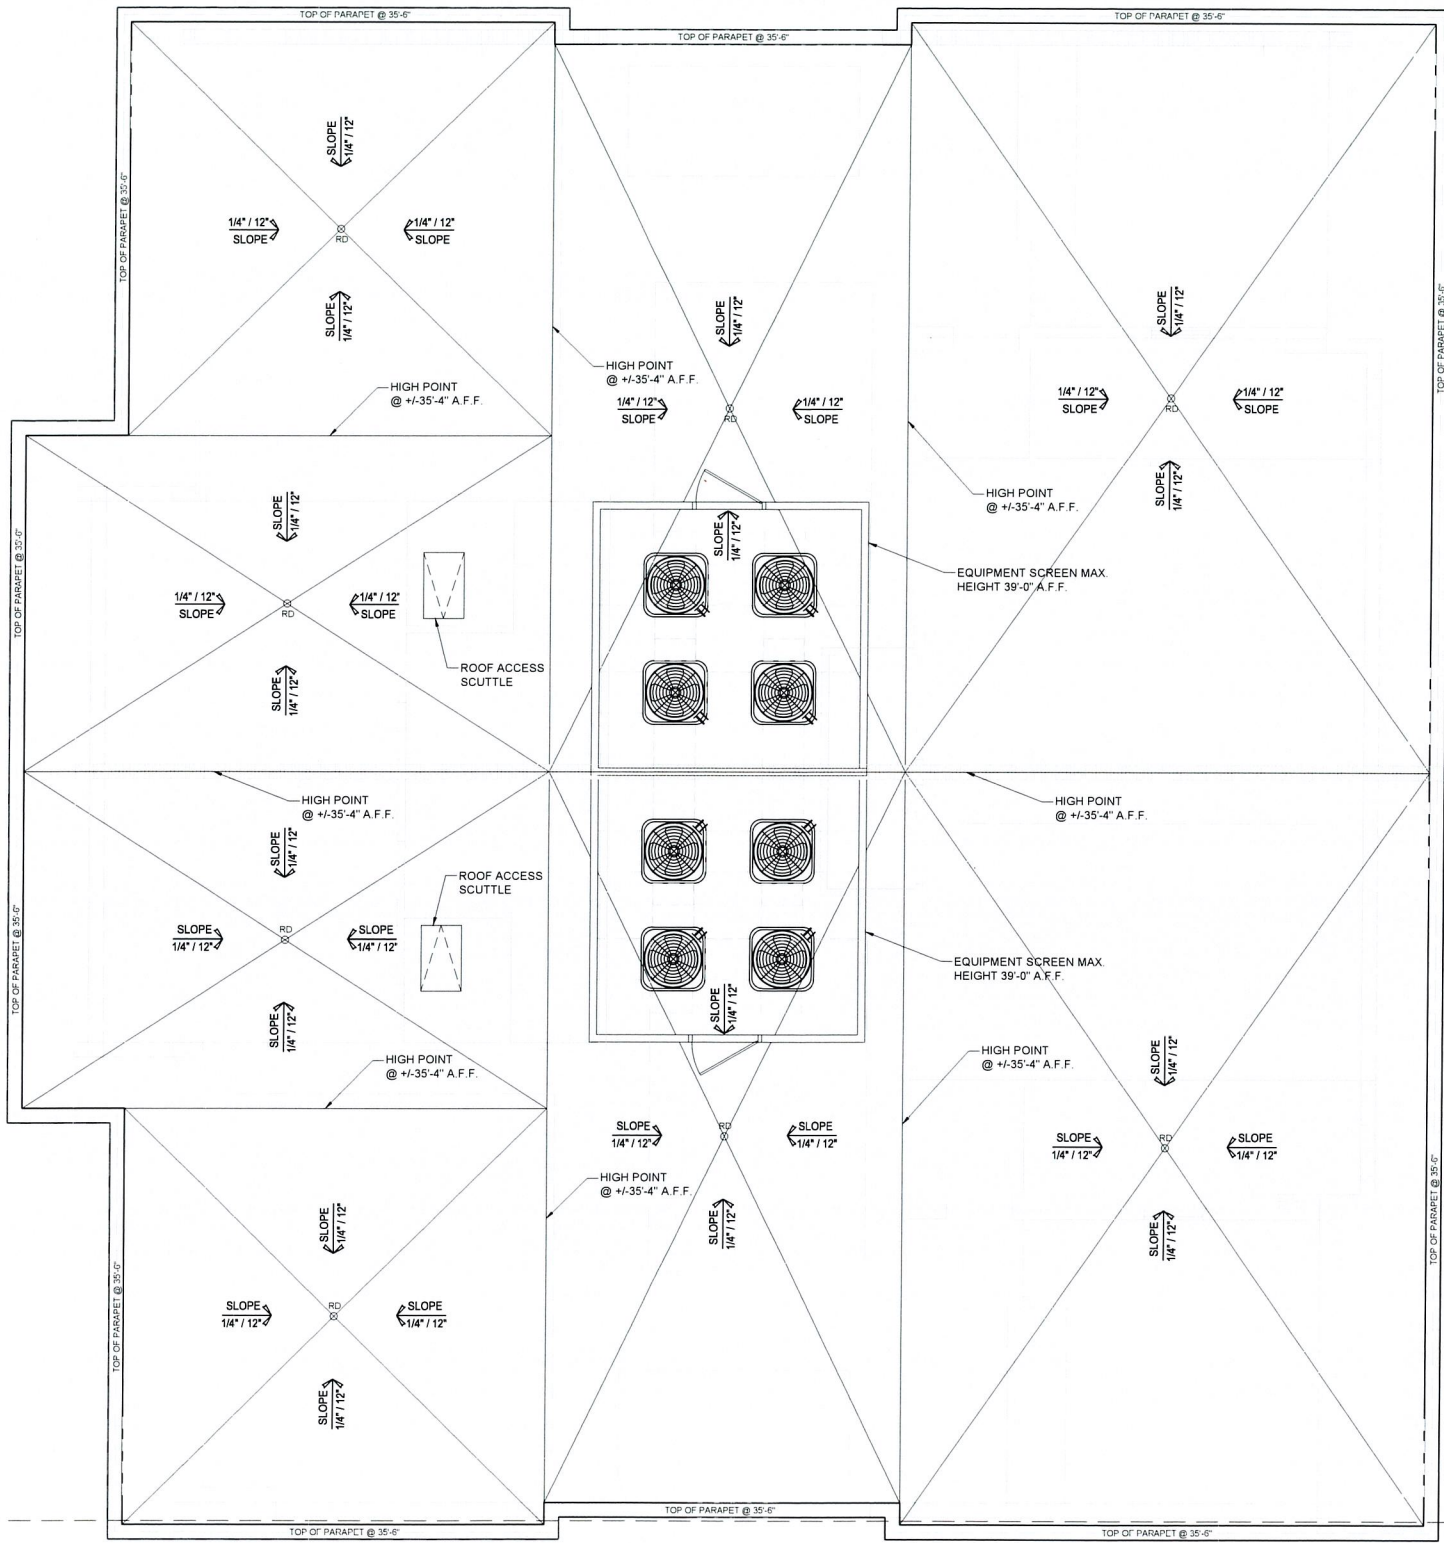 TOP OF PARAPET @ 35'-6"
TOP OF PARAPET @ 35'-6"
TOP OF PARAPET @ 35'-6"
TOP OF PARAPET @ 35'-6"
SLOPE
1/4" / 12"
1/4" / 12"
SLOPE
RD
1/4" / 12"
SLOPE
SLOPE
1/4" / 12"
TOP OF PARAPET @ 35'-6"
SLOPE
1/4" / 12"
SLOPE
1/4" / 12"
HIGH POINT
@ +/-35'-4" A.F.F.
HIGH POINT
@ +/-35'-4" A.F.F.
1/4" / 12"
SLOPE
RD
1/4" / 12"
SLOPE
1/4" / 12"
SLOPE
RD
1/4" / 12"
SLOPE
SLOPE
1/4" / 12"
HIGH POINT
@ +/-35'-4" A.F.F.
SLOPE
1/4" / 12"
SLOPE
1/4" / 12"
EQUIPMENT SCREEN MAX.
HEIGHT 39'-0" A.F.F.
TOP OF PARAPET @ 35'-6"
1/4" / 12"
SLOPE
RD
1/4" / 12"
SLOPE
SLOPE
1/4" / 12"
ROOF ACCESS
SCUTTLE
HIGH POINT
@ +/-35'-4" A.F.F.
HIGH POINT
@ +/-35'-4" A.F.F.
SLOPE
1/4" / 12"
ROOF ACCESS
SCUTTLE
TOP OF PARAPET @ 35'-6"
SLOPE
1/4" / 12"
RD
SLOPE
1/4" / 12"
EQUIPMENT SCREEN MAX.
HEIGHT 39'-0" A.F.F.
SLOPE
1/4" / 12"
SLOPE
1/4" / 12"
HIGH POINT
@ +/-35'-4" A.F.F.
HIGH POINT
@ +/-35'-4" A.F.F.
SLOPE
1/4" / 12"
SLOPE
1/4" / 12"
RD
SLOPE
1/4" / 12"
SLOPE
1/4" / 12"
RD
SLOPE
1/4" / 12"
TOP OF PARAPET @ 35'-6"
HIGH POINT
@ +/-35'-4" A.F.F.
SLOPE
1/4" / 12"
SLOPE
1/4" / 12"
SLOPE
1/4" / 12"
TOP OF PARAPET @ 35'-6"
SLOPE
1/4" / 12"
RD
SLOPE
1/4" / 12"
SLOPE
1/4" / 12"
TOP OF PARAPET @ 35'-6"
TOP OF PARAPET @ 35'-6"
TOP OF PARAPET @ 35'-6"